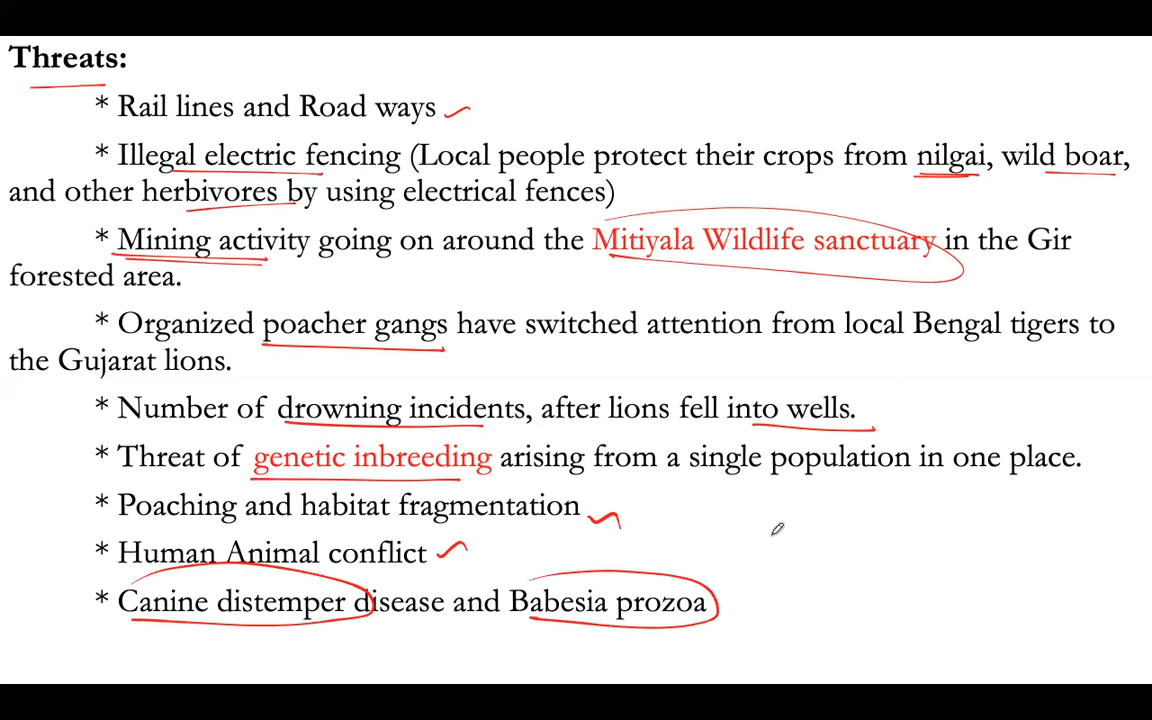 Threats:
* Rail lines and Road ways
* Illegal electric fencing (Local people protect their crops from nilgai, wild boar,
and other herbivores by using electrical fences)
* Mining activity going on around the Mitiyala Wildlife sanctuary in the Gir
forested area.
* Organized poacher gangs have switched attention from local Bengal tigers to
the Gujarat lions.
* Number of drowning incidents, after lions fell into wells.
* Threat of genetic inbreeding arising from a single population in one place.
* Poaching and habitat fragmentation
* Human Animal conflict
* Canine distemper disease and Babesia prozoa